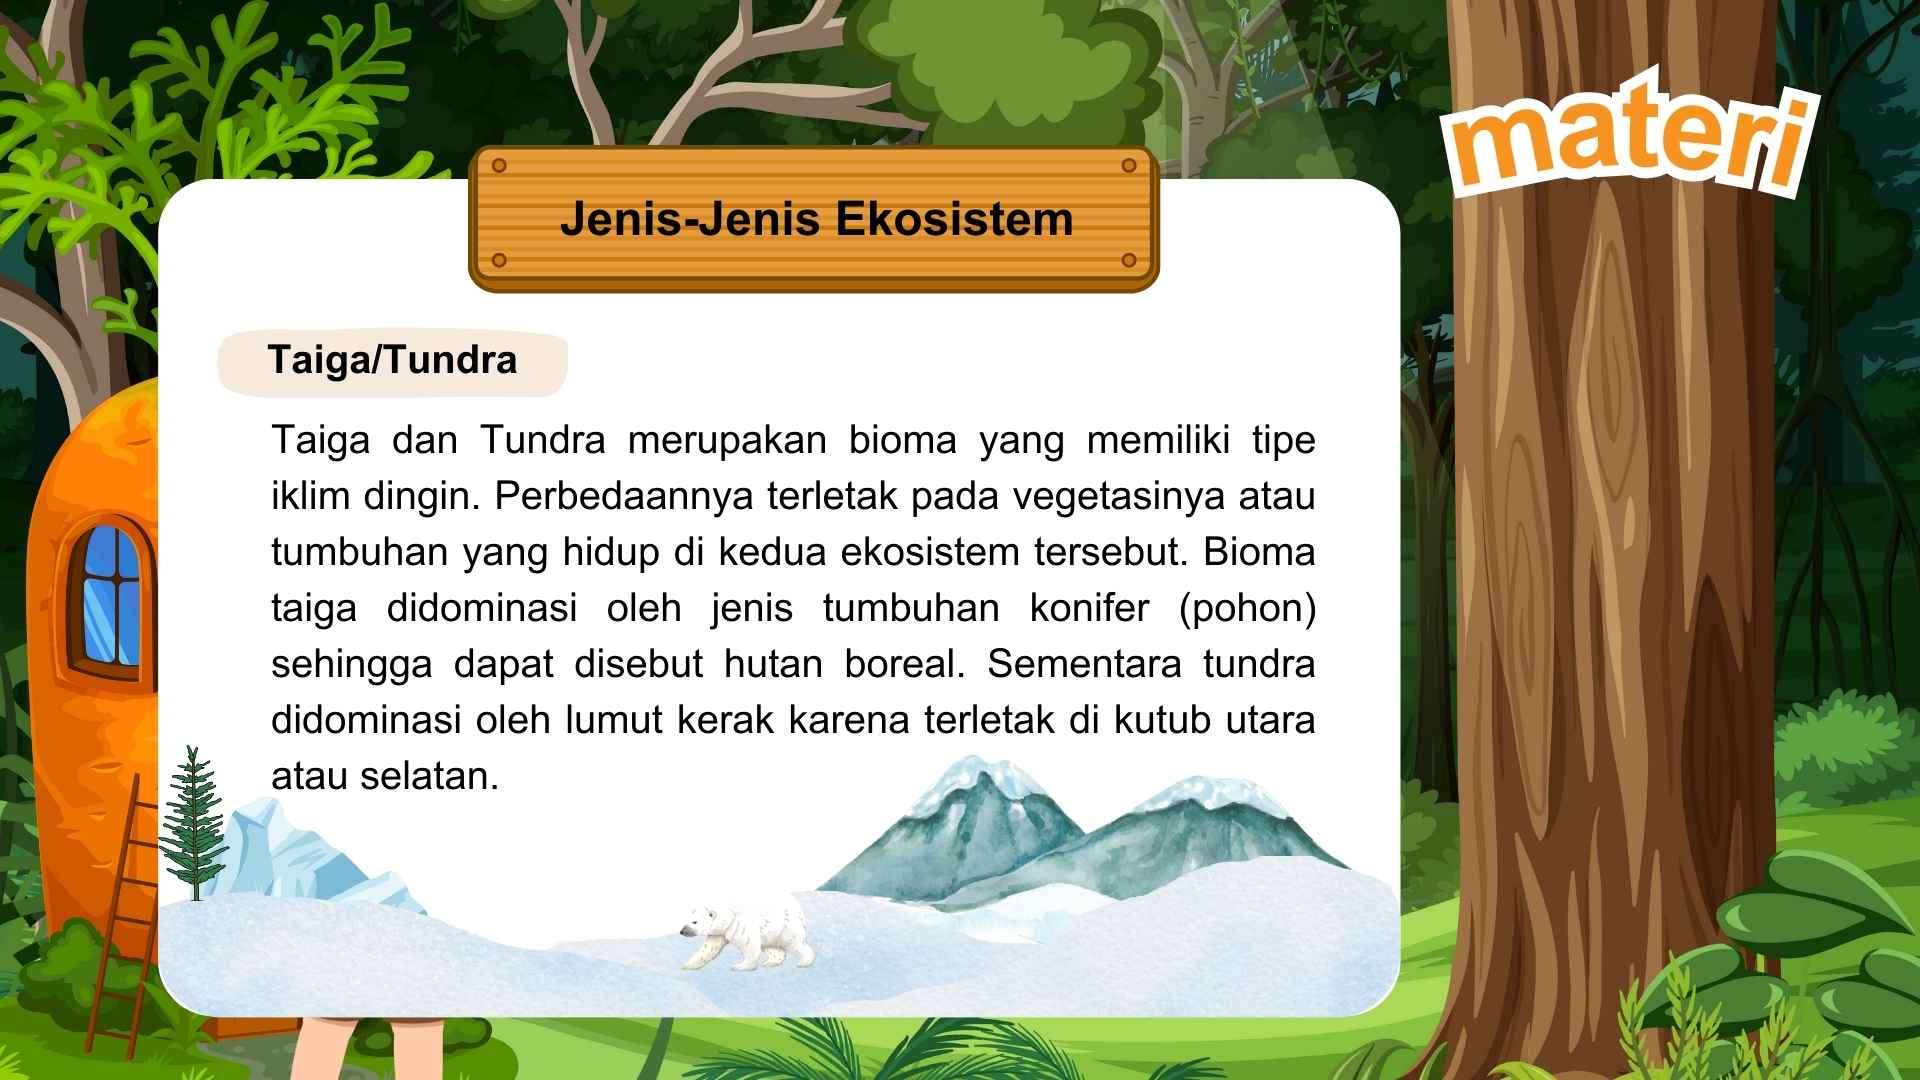 materi
Jenis-Jenis Ekosistem
Taiga/Tundra
Taiga dan Tundra merupakan bioma yang memiliki tipe
iklim dingin. Perbedaannya terletak pada vegetasinya atau
tumbuhan yang hidup di kedua ekosistem tersebut. Bioma
taiga didominasi oleh jenis tumbuhan konifer (pohon)
sehingga dapat disebut hutan boreal. Sementara tundra
didominasi oleh lumut kerak karena terletak di kutub utara
atau selatan.